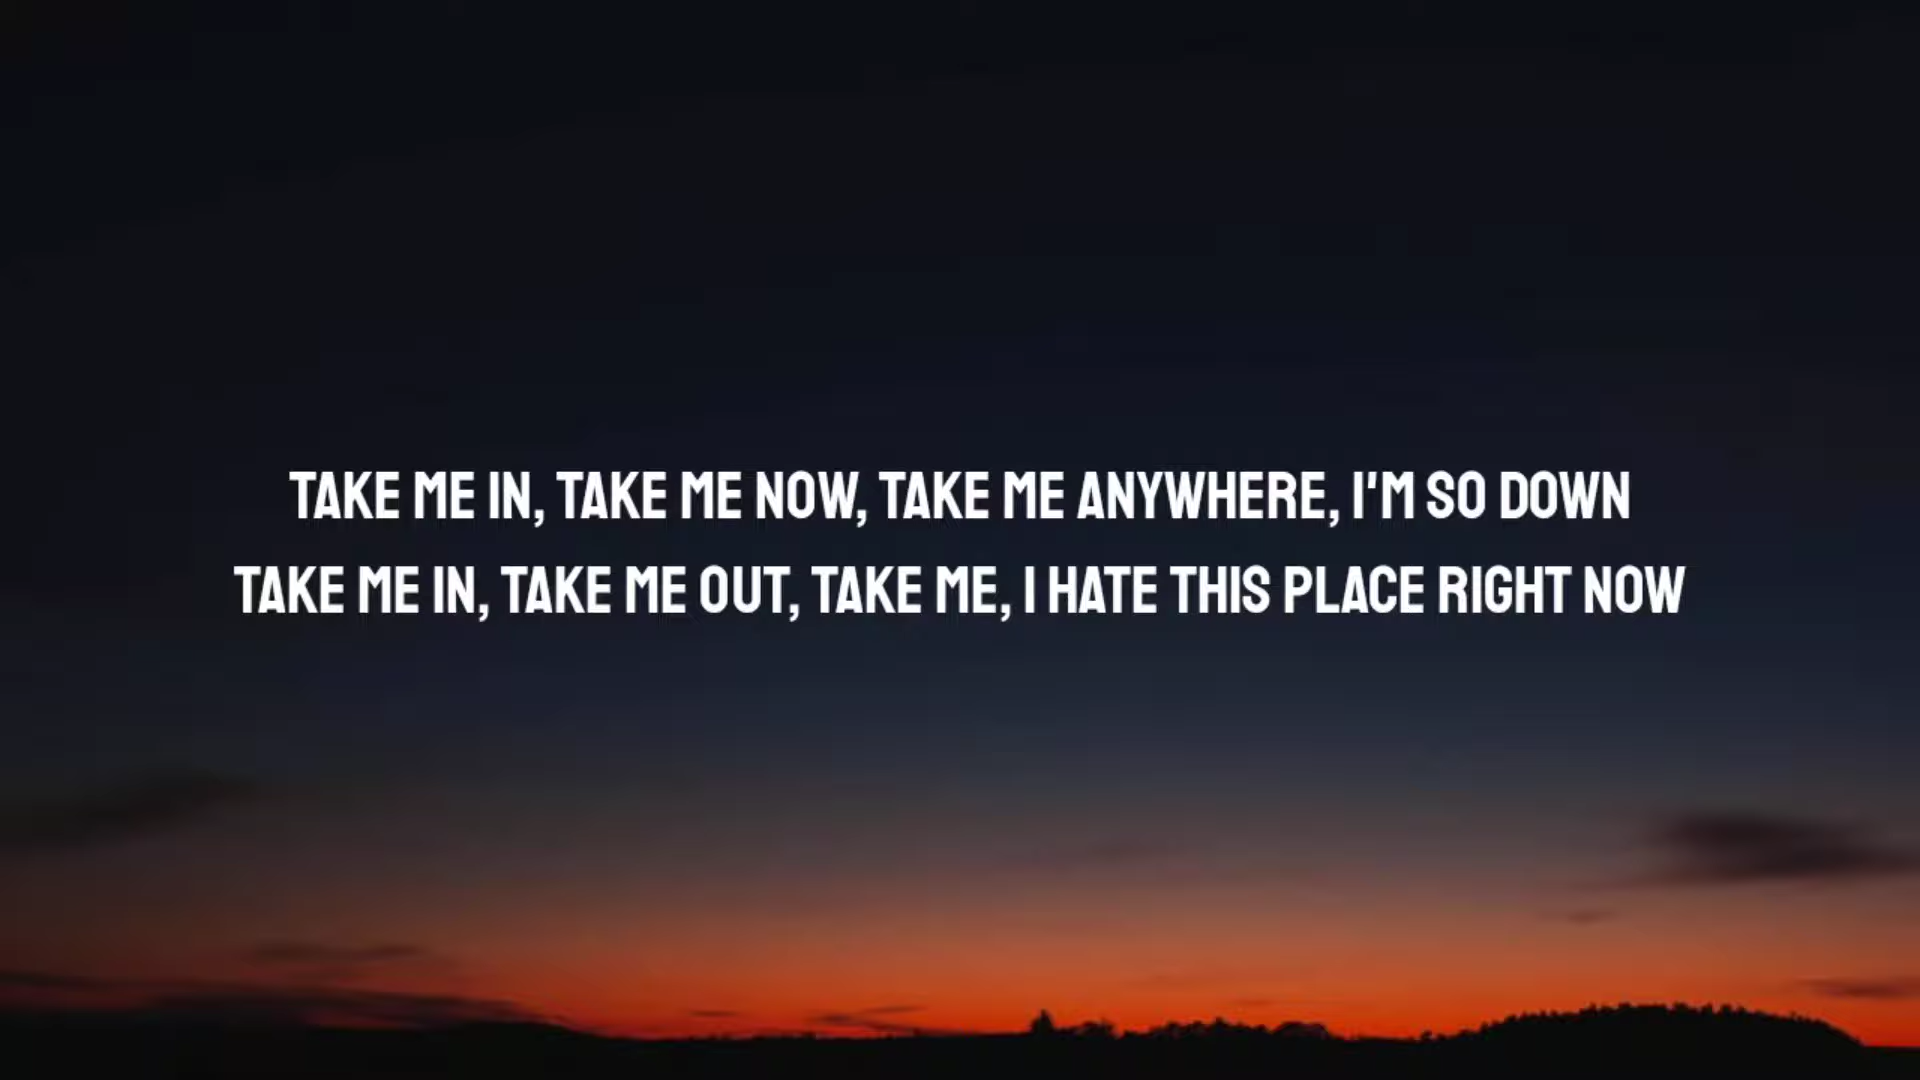 TAKE ME IN, TAKE ME NOW, TAKE ME ANYWHERE, I'M SO DOWN
TAKE ME IN, TAKE ME OUT, TAKE ME, I HATE THIS PLACE RIGHT NOW